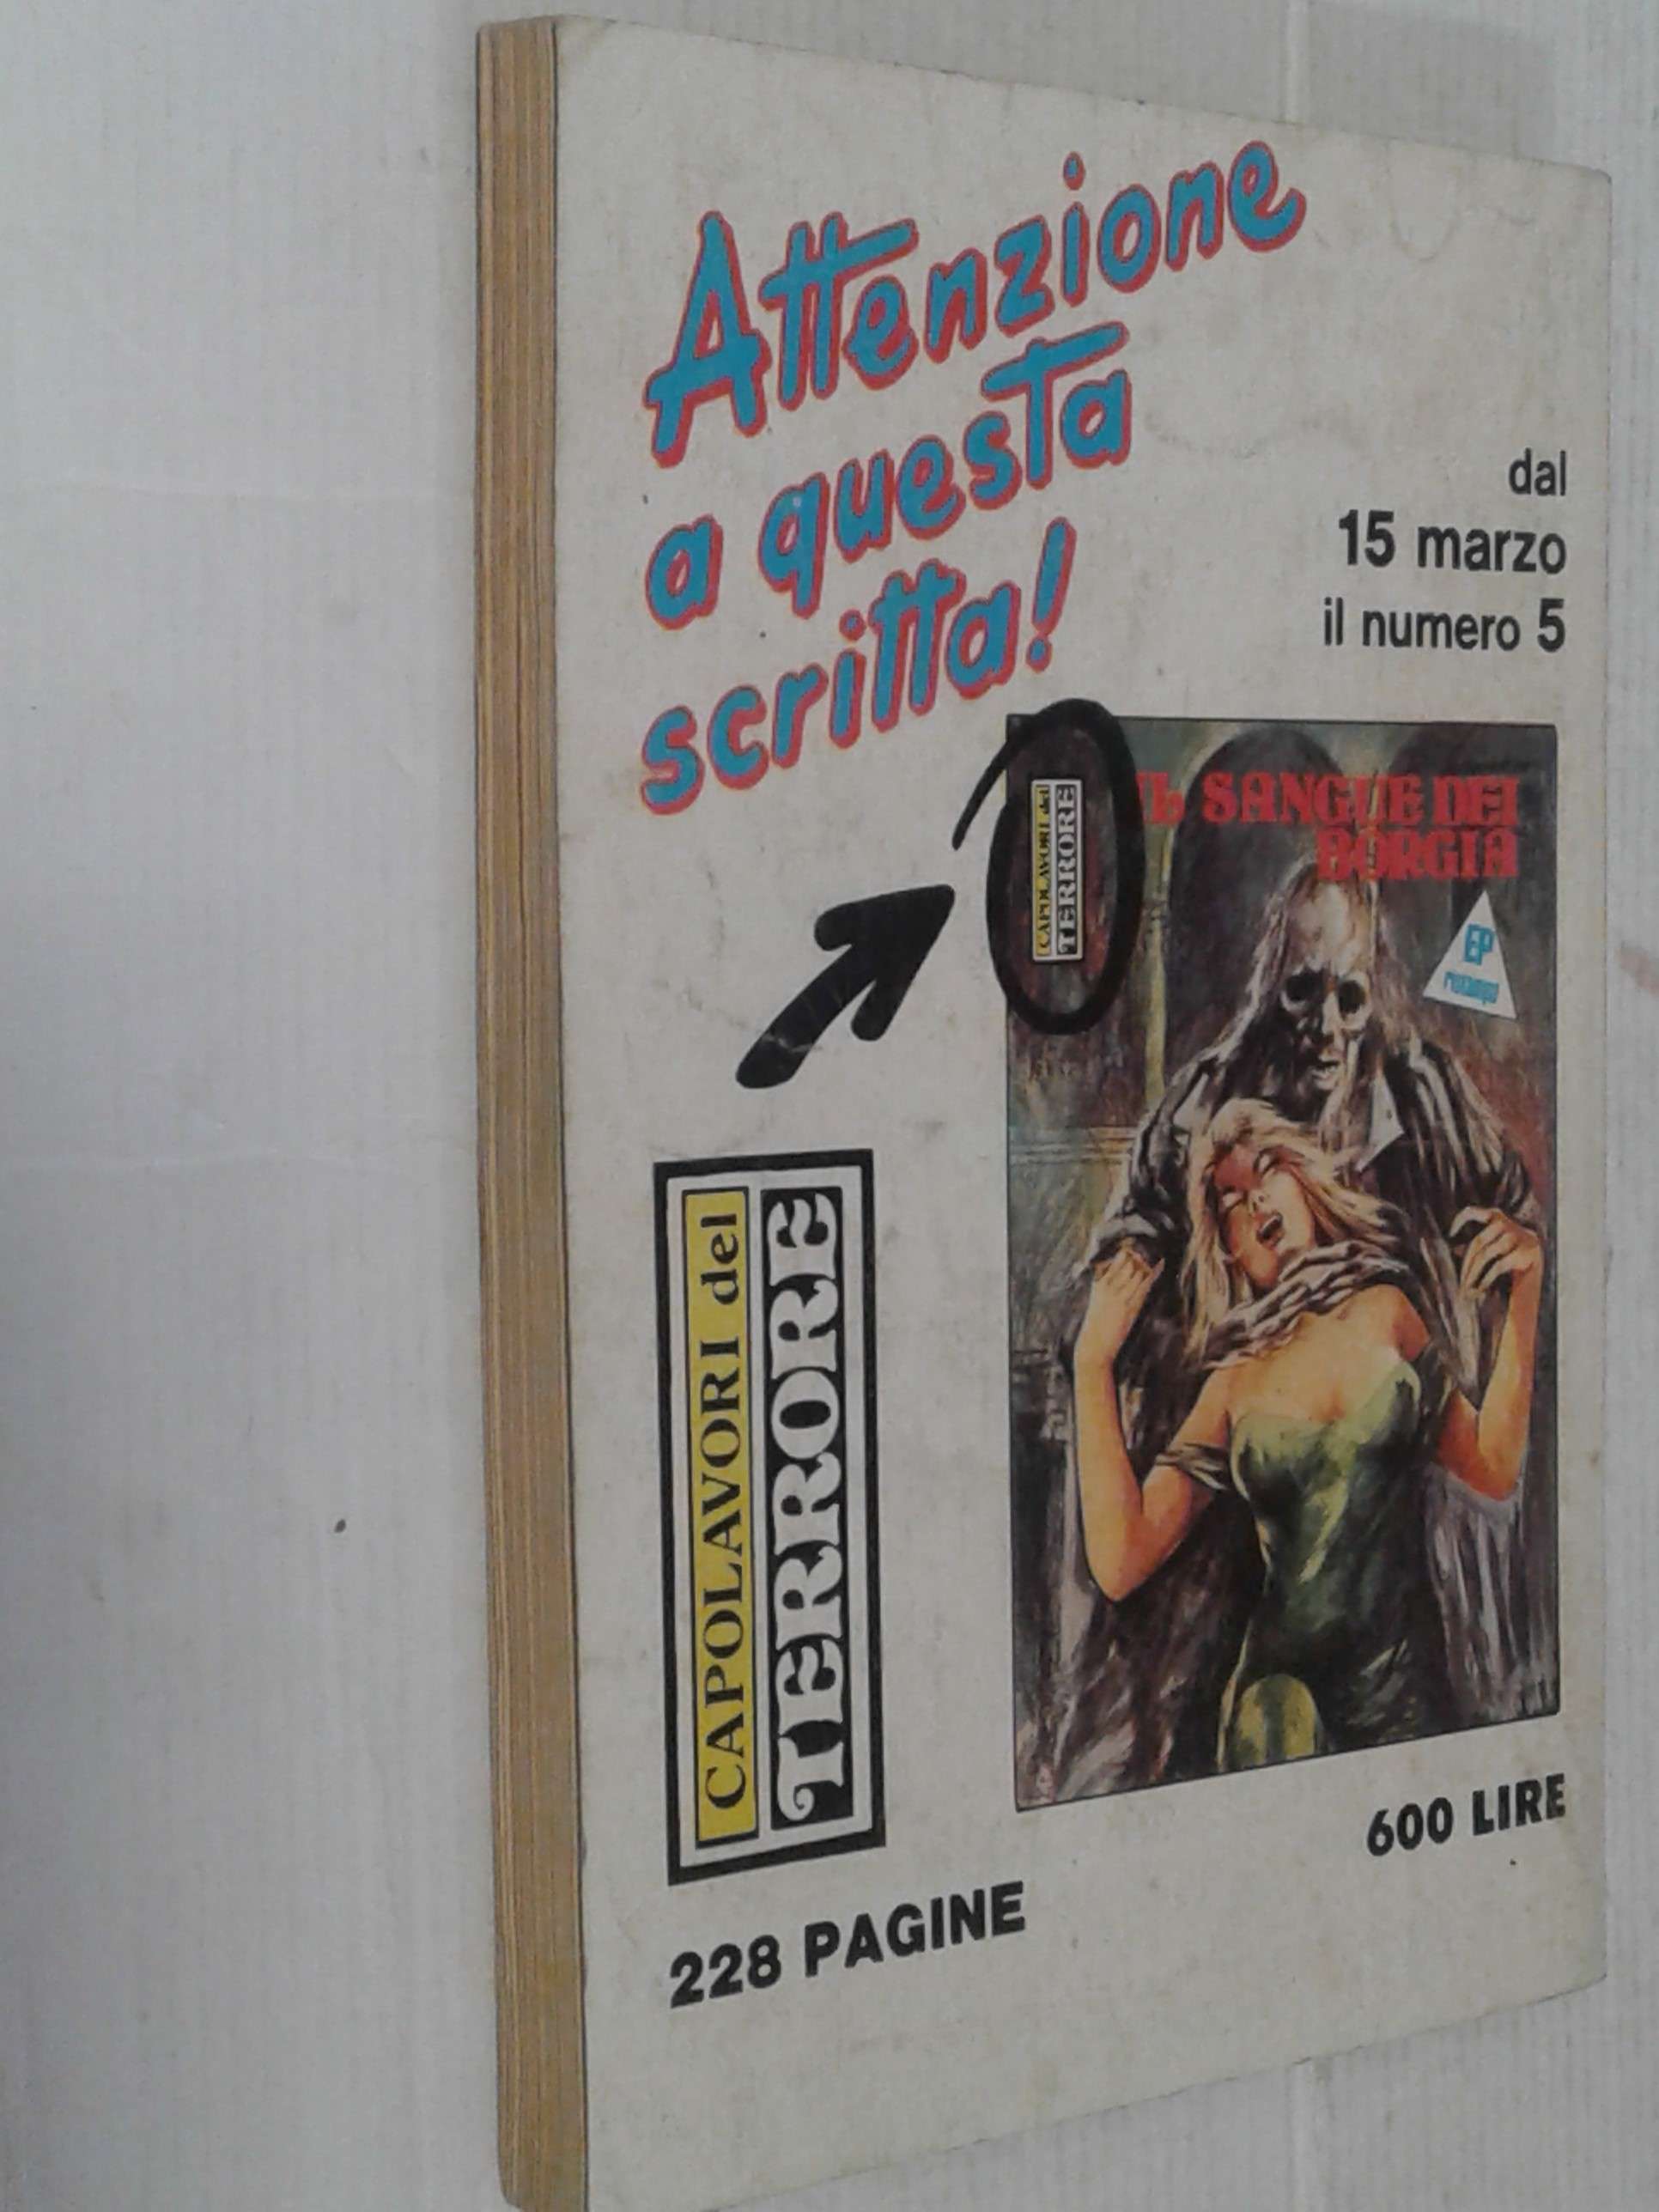 Attenzione
a questa
scritta!
dal
15 marzo
il numero 5
CAPOLAVORI del
TERRORE
IL SANGUE DEI
BORGIA
EP
CAPOLAVORI del
TERRORE
600 LIRE
228 PAGINE